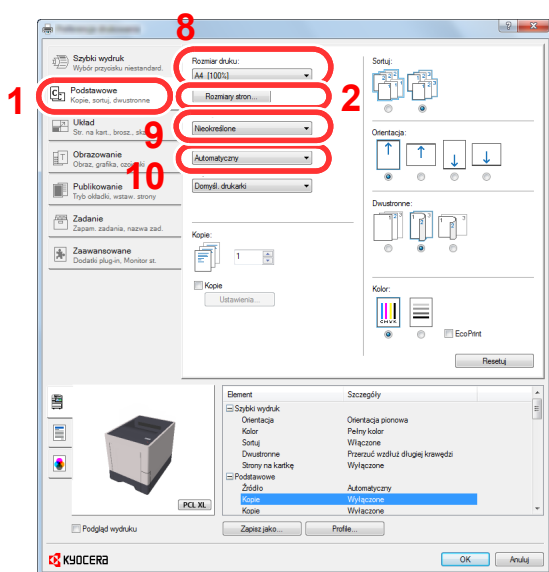 8
? X
Szybki wydruk
Wybór przycisku niestandard.
1
Podstawowe
Kopie, sortuj, dwustronne
Układ
Str. na kart., brosz., ska
Obrazowanie
Obraz, grafika, czcionki
Publikowanie
Tryb okładki, wstaw. strony
Zadanie
Zapam. zadania, nazwa zad.
Zaawansowane
Dodatki plug-in, Monitor st.
Rozmiar druku:
A4 [100%]
Rozmiary stron...
2
9
Nieokreślone
10
Automatyczny
Domyśl. drukarki
Kopie:
1
Kopie
Ustawienia...
Sortuj:
Orientacja:
Dwustronne:
Kolor:
CMYK
EcoPrint
Resetuj
PCL XL
Podgląd wydruku
Element Szczegóły
Szybki wydruk
Orientacja Orientacja pionowa
Kolor Pełny kolor
Sortuj Włączone
Dwustronne Przerzuć wzdłuż długiej krawędzi
Strony na kartkę Wyłączone
Podstawowe
Źródło Automatyczny
Kopie Wyłączone
Kopie Wyłączone
Zapisz jako... Profile...
KYOCERA
OK Anuluj